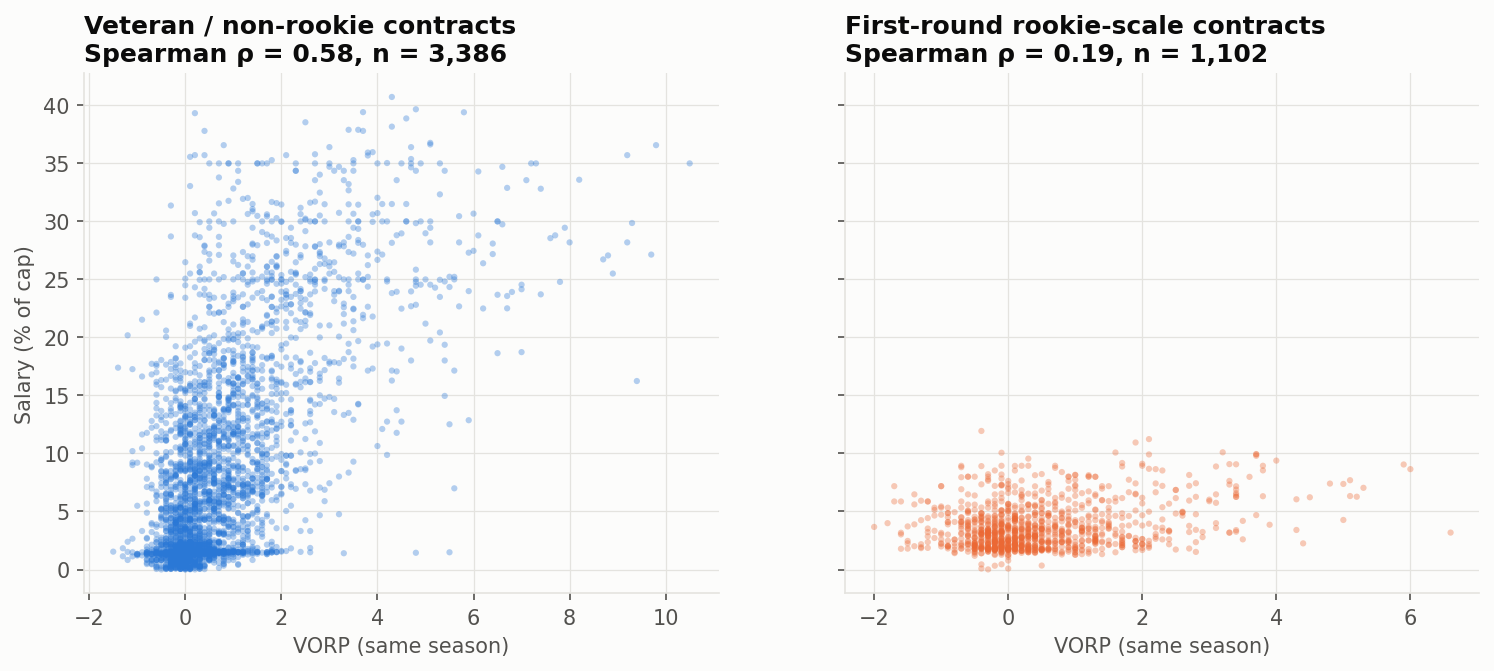 Veteran / non-rookie contracts
Spearman ρ = 0.58, n = 3,386
First-round rookie-scale contracts
Spearman ρ = 0.19, n = 1,102
Salary (% of cap)
40
35
30
25
20
15
10
5
0
−2 0 2 4 6 8 10
VORP (same season)
−2 0 2 4 6
VORP (same season)